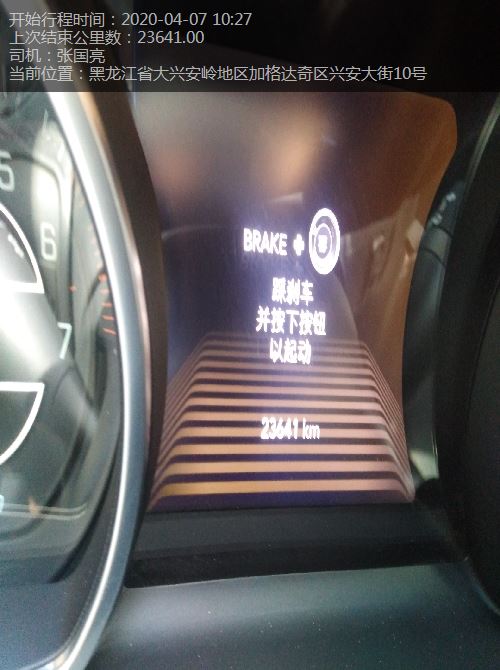 开始行程时间：2020-04-07 10:27
上次结束公里数：23641.00
司机：张国亮
当前位置：黑龙江省大兴安岭地区加格达奇区兴安大街10号
5
6
7
BRAKE +
踩刹车
并按下按钮
以起动
23641 km